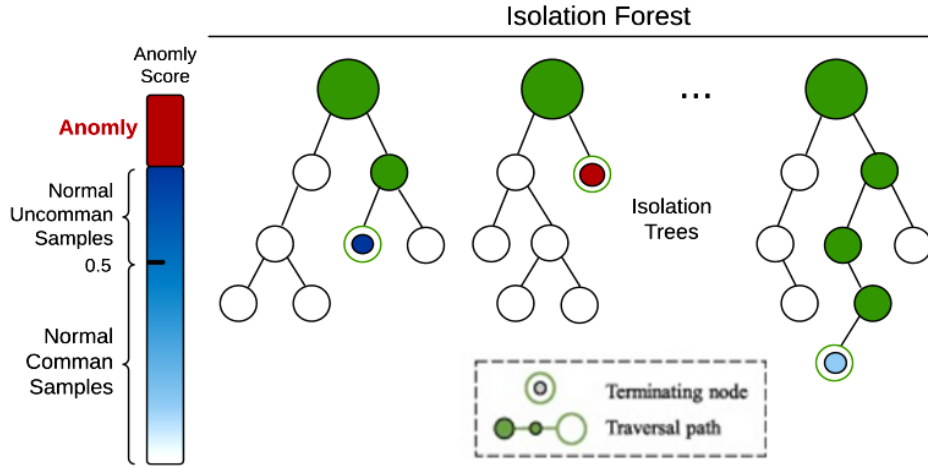 Isolation Forest
Anomly
Score
Anomly
Normal
Uncomman
Samples
0.5
Normal
Comman
Samples
...
Isolation
Trees
Terminating node
Traversal path